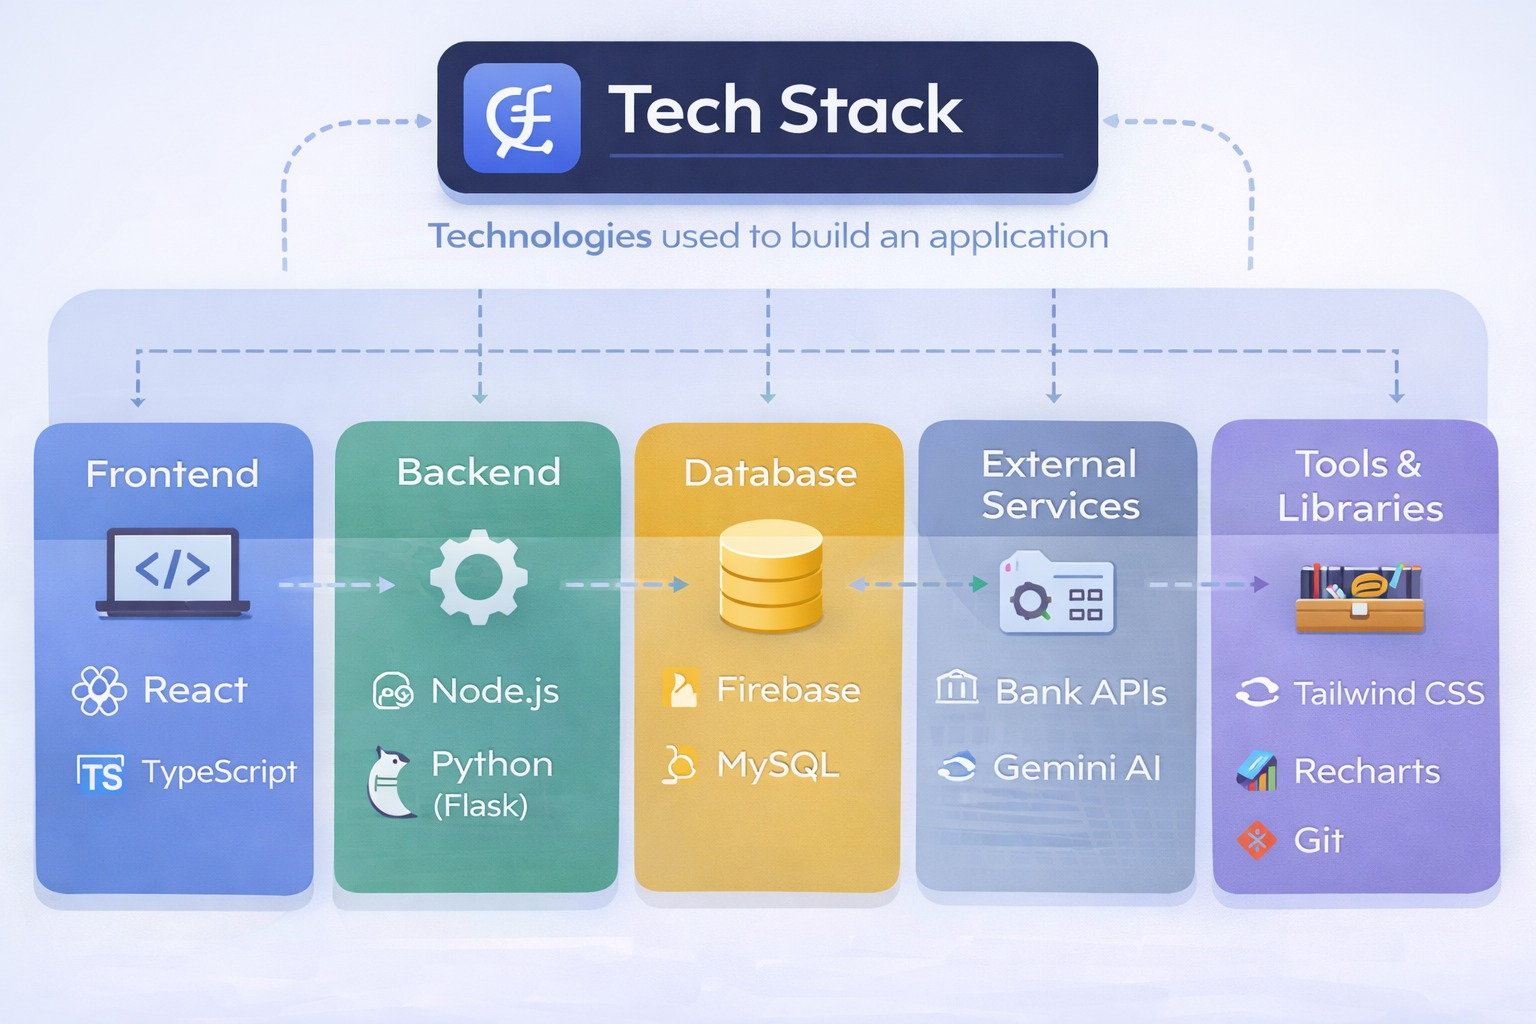 Tech Stack
Technologies used to build an application
Frontend
</>
React
TS TypeScript
Backend
Node.js
Python
(Flask)
Database
Firebase
MySQL
External
Services
Bank APIs
Gemini AI
Tools &
Libraries
Tailwind CSS
Recharts
Git